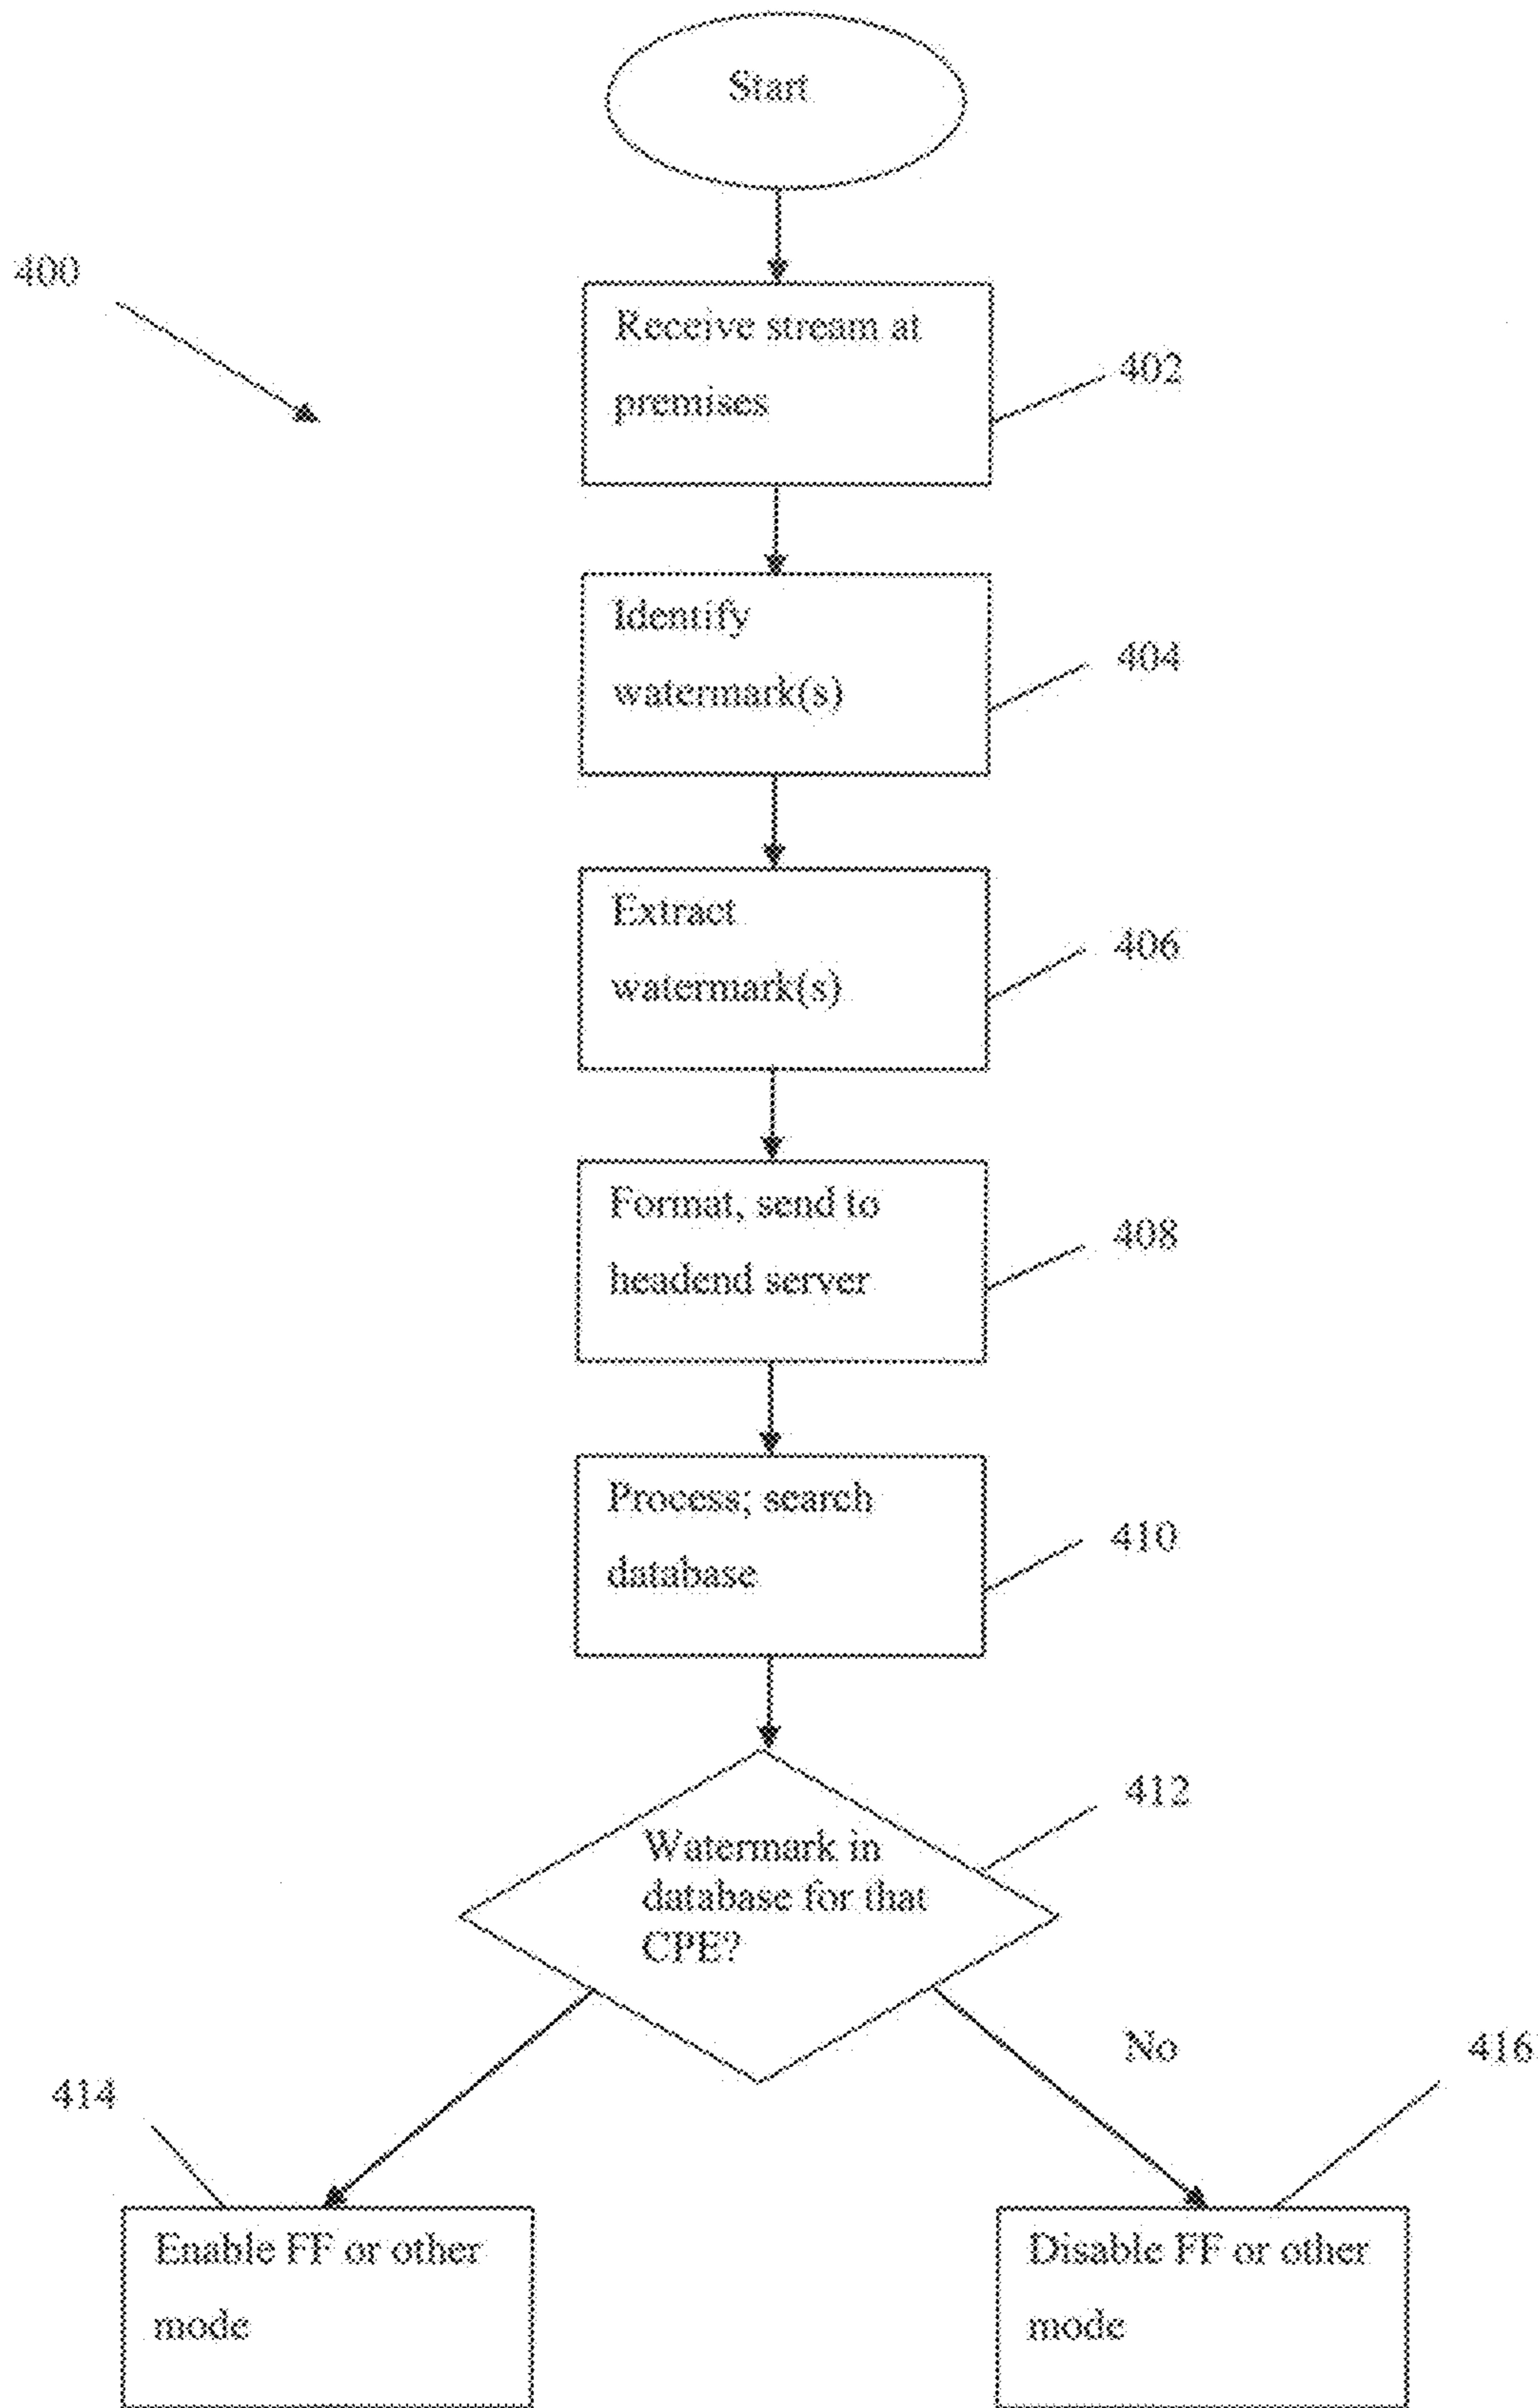 Start
400
Receive stream at
premises
402
Identify
watermark(s)
404
Extract
watermark(s)
406
Format, send to
headend server
408
Process; search
database
410
Watermark in
database for that
CPE?
412
No
416
414
Enable FF or other
mode
Disable FF or other
mode